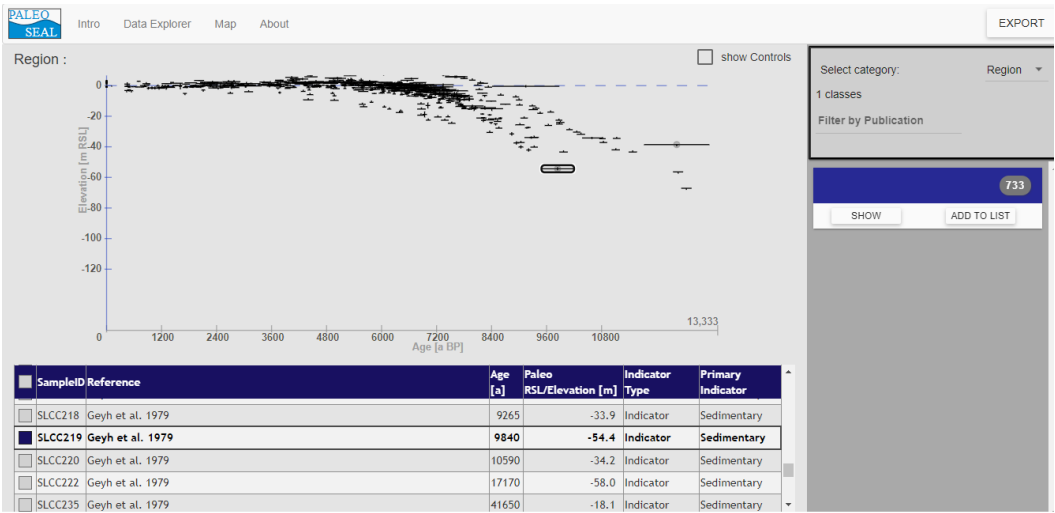 PALEO
SEAL
Intro Data Explorer Map About
EXPORT
Region :
show Controls
Select category: Region
1 classes
Filter by Publication
733
SHOW ADD TO LIST
Elevation [m RSL]
0
-20
-40
-60
-80
-100
-120
13,333
0 1200 2400 3600 4800 6000 7200 8400 9600 10800
Age [a BP]
SampleID Reference Age [a] Paleo RSL/Elevation [m] Indicator Type Primary Indicator
SLCC218 Geyh et al. 1979 9265 -33.9 Indicator Sedimentary
SLCC219 Geyh et al. 1979 9840 -54.4 Indicator Sedimentary
SLCC220 Geyh et al. 1979 10590 -34.2 Indicator Sedimentary
SLCC222 Geyh et al. 1979 17170 -58.0 Indicator Sedimentary
SLCC235 Geyh et al. 1979 41650 -18.1 Indicator Sedimentary